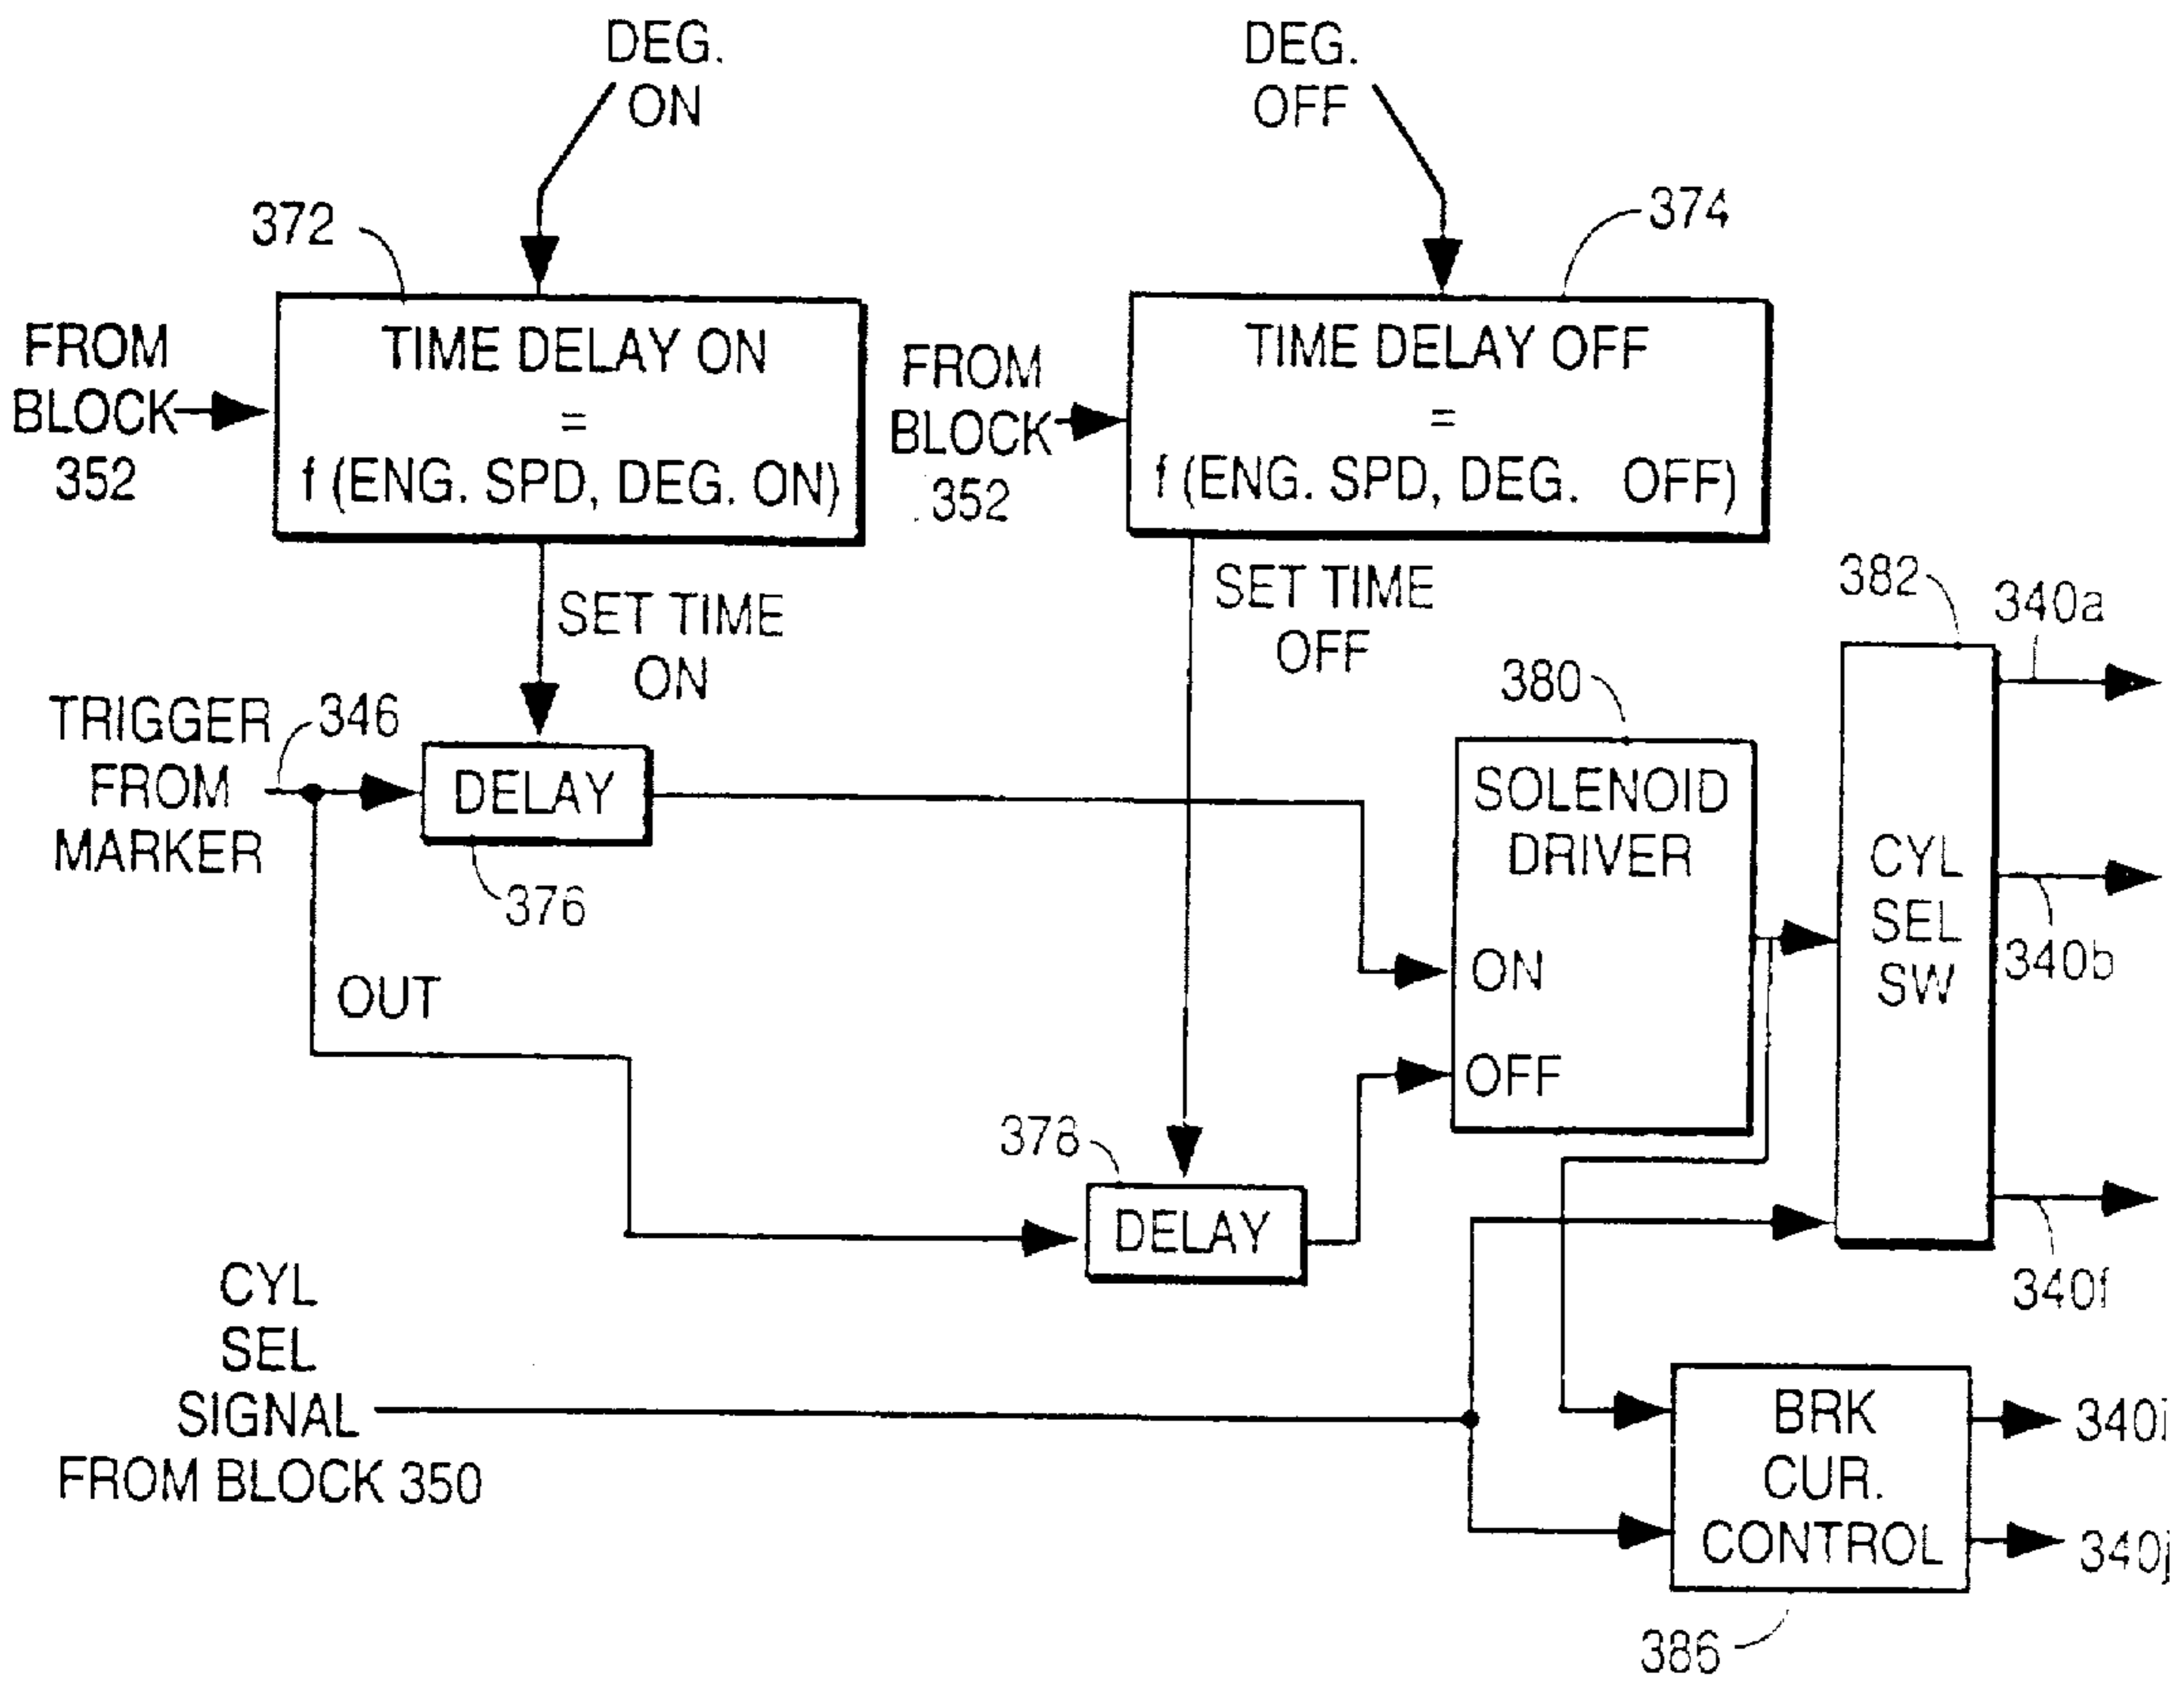 DEG.
ON
DEG.
OFF
372
374
FROM
BLOCK
352
TIME DELAY ON
=
f (ENG. SPD, DEG. ON)
FROM
BLOCK
352
TIME DELAY OFF
=
f (ENG. SPD, DEG. OFF)
SET TIME
ON
SET TIME
OFF
382
340a
380
TRIGGER
FROM
MARKER
346
DELAY
376
SOLENOID
DRIVER
ON
OFF
CYL
SEL
SW
340b
OUT
378
DELAY
340f
CYL
SEL
SIGNAL
FROM BLOCK 350
BRK
CUR.
CONTROL
340i
340j
386